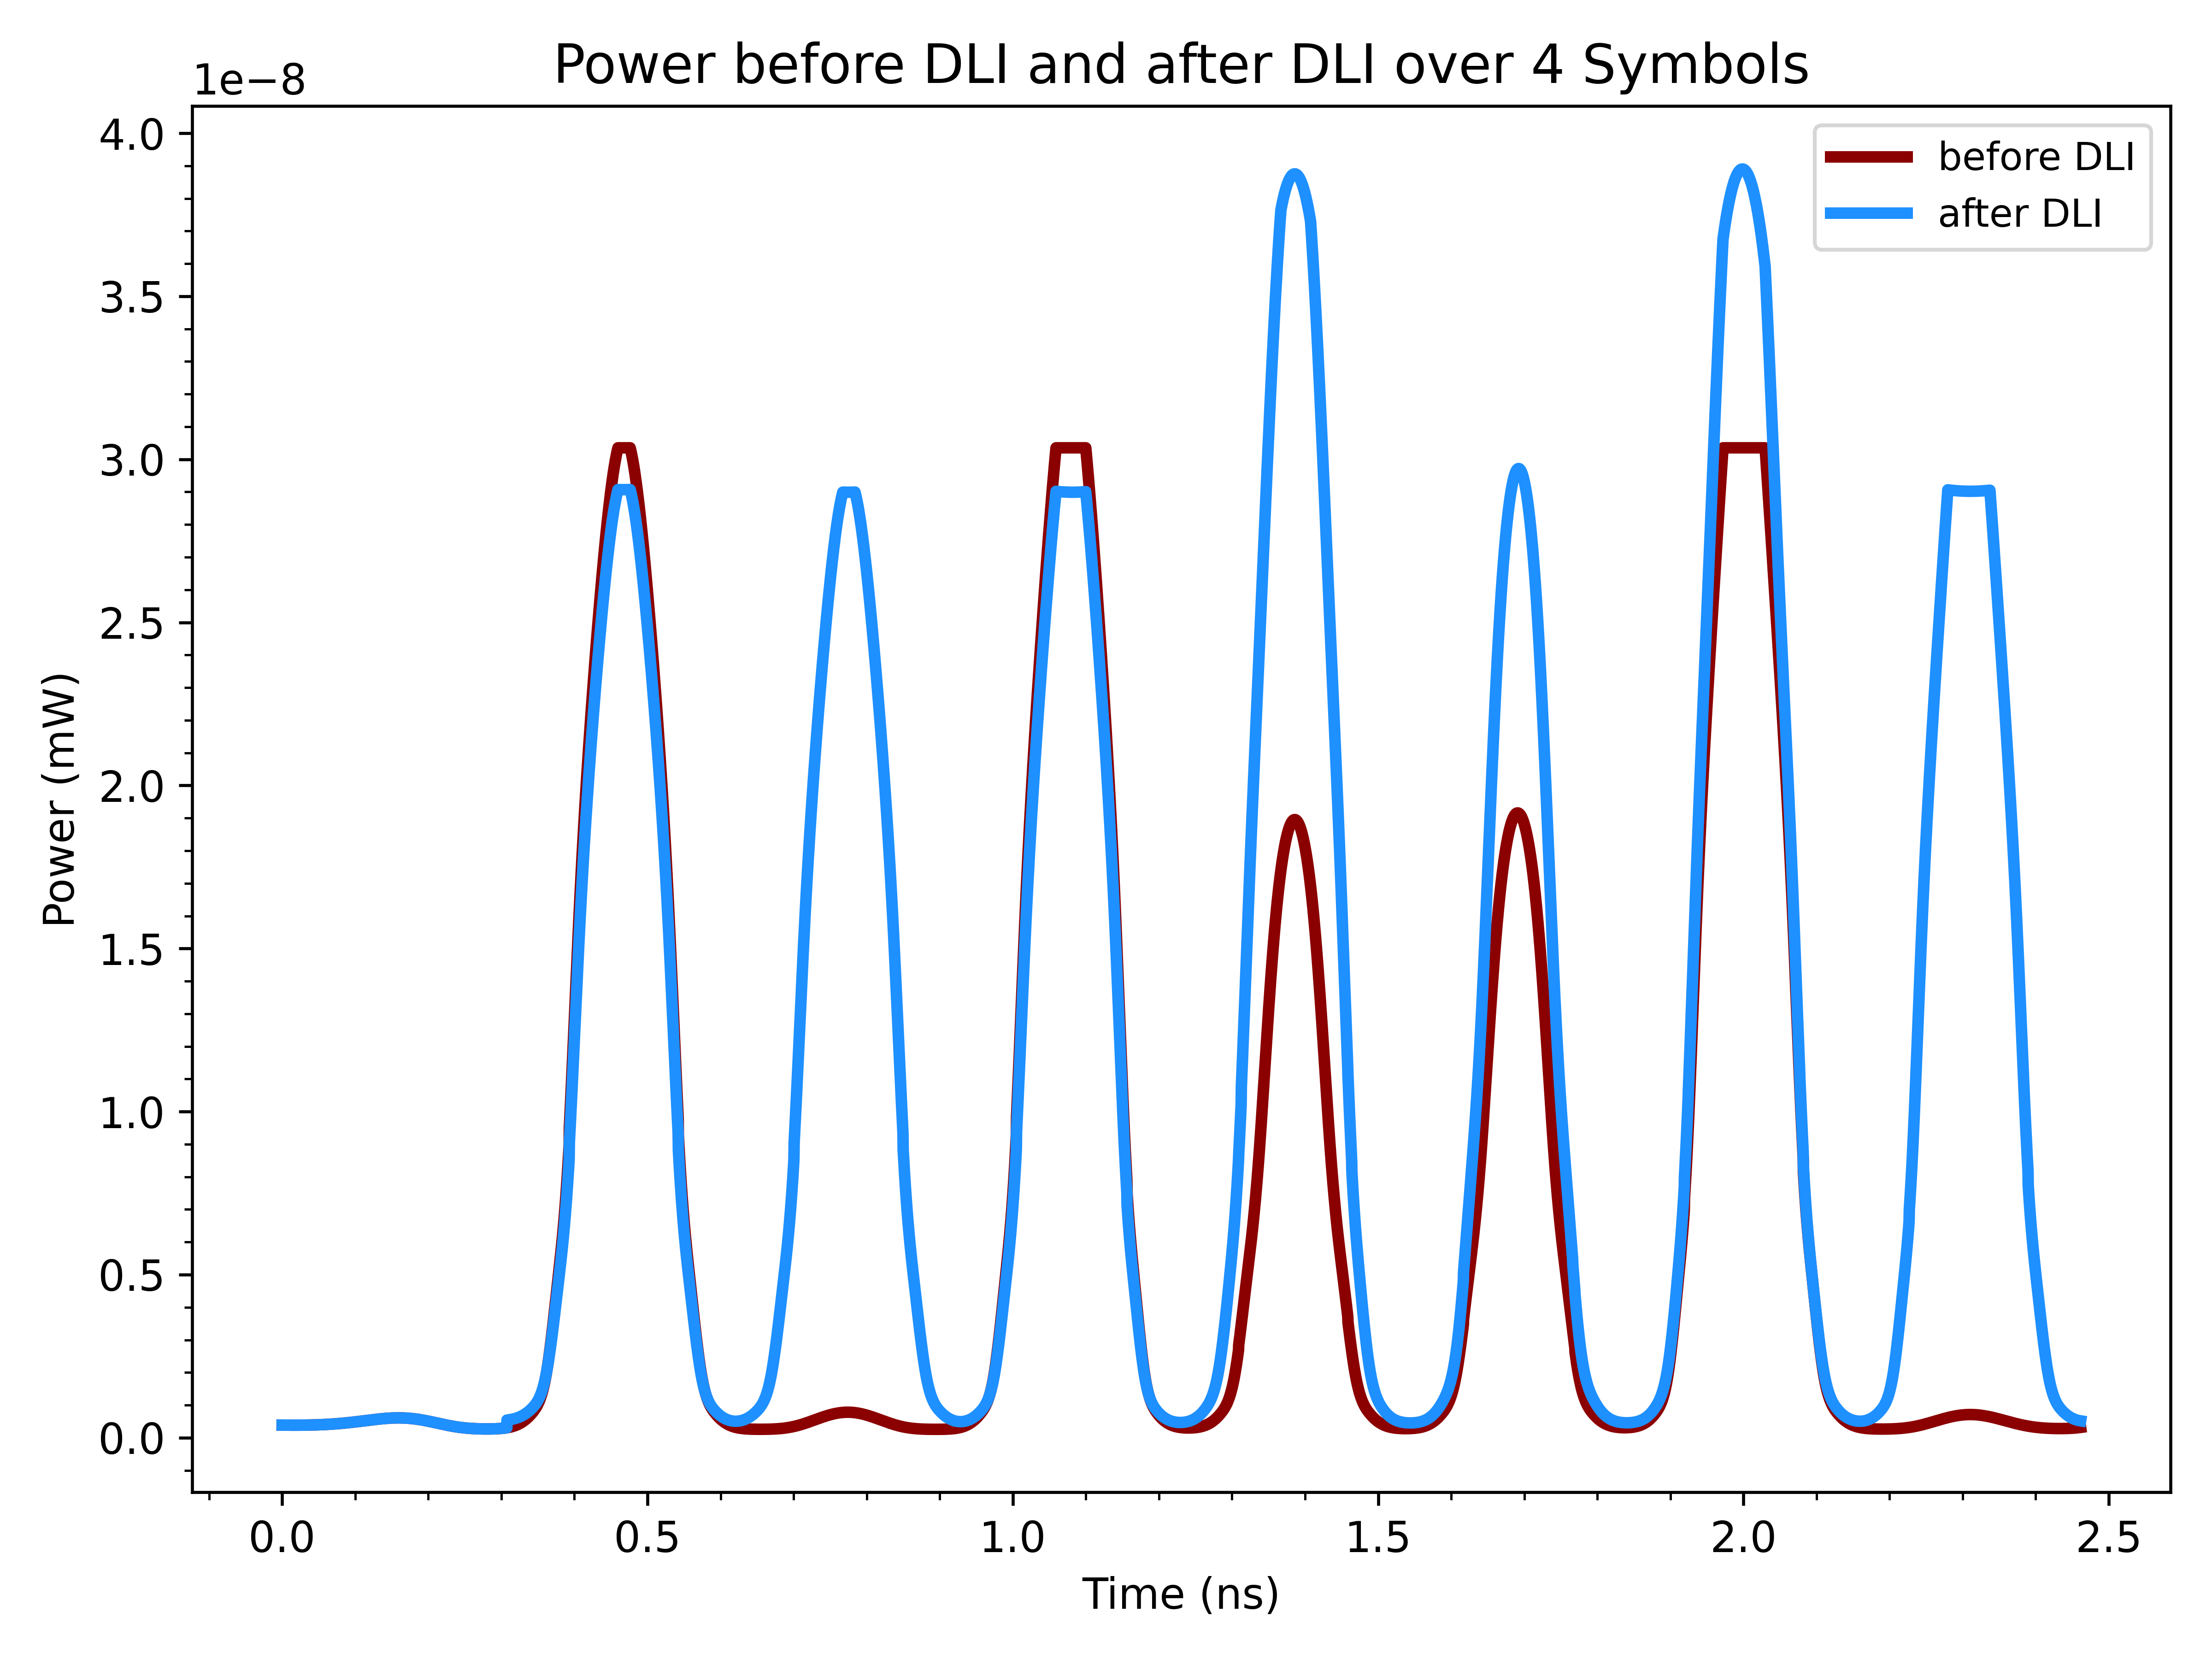 Power before DLI and after DLI over 4 Symbols
1e−8
4.0
3.5
3.0
2.5
2.0
1.5
1.0
0.5
0.0
Power (mW)
before DLI
after DLI
0.0 0.5 1.0 1.5 2.0 2.5
Time (ns)